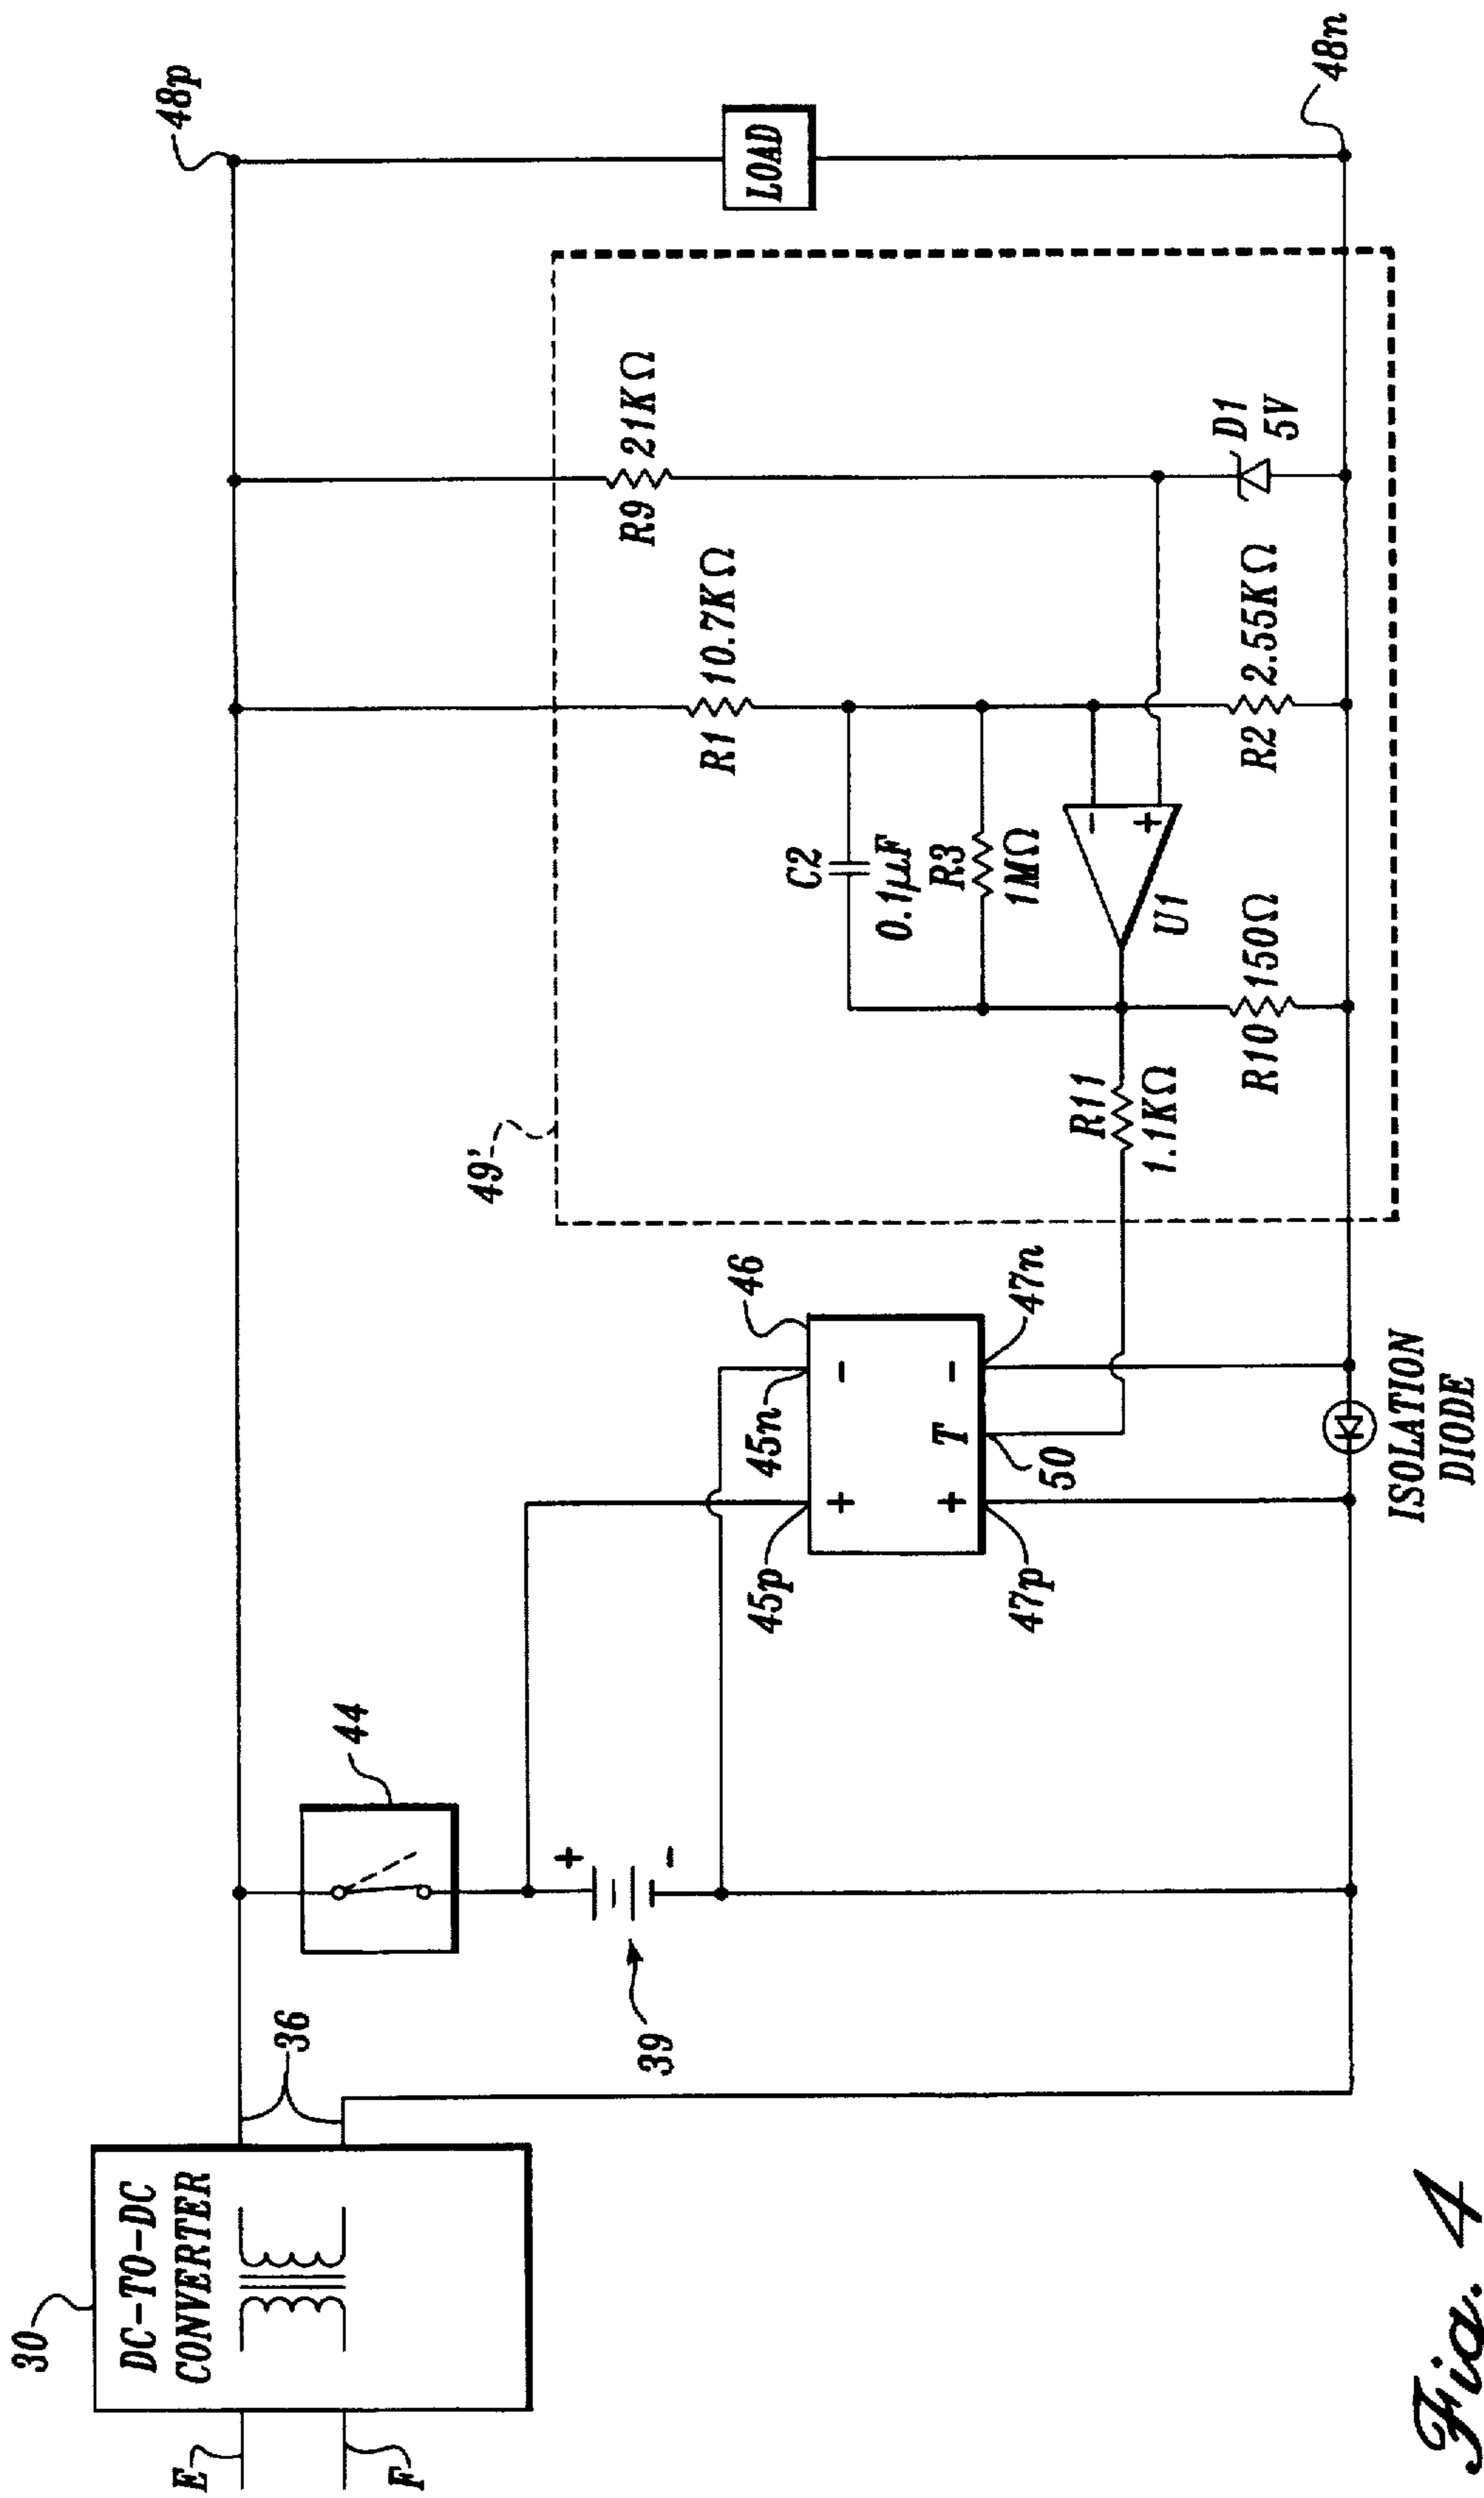 30
E
F
DC-TO-DC
CONVERTER
36
44
39
+
-
45p
45n
46
+
-
+
T
-
47p
50
47n
ISOLATION
DIODE
49'
R11
1.1KΩ
R10 150Ω
C2
0.1µF
R3
1MΩ
-
+
U1
R1 10.7KΩ
R2 2.55KΩ
R9 21KΩ
D1
5V
LOAD
48p
48n
Fig. 4